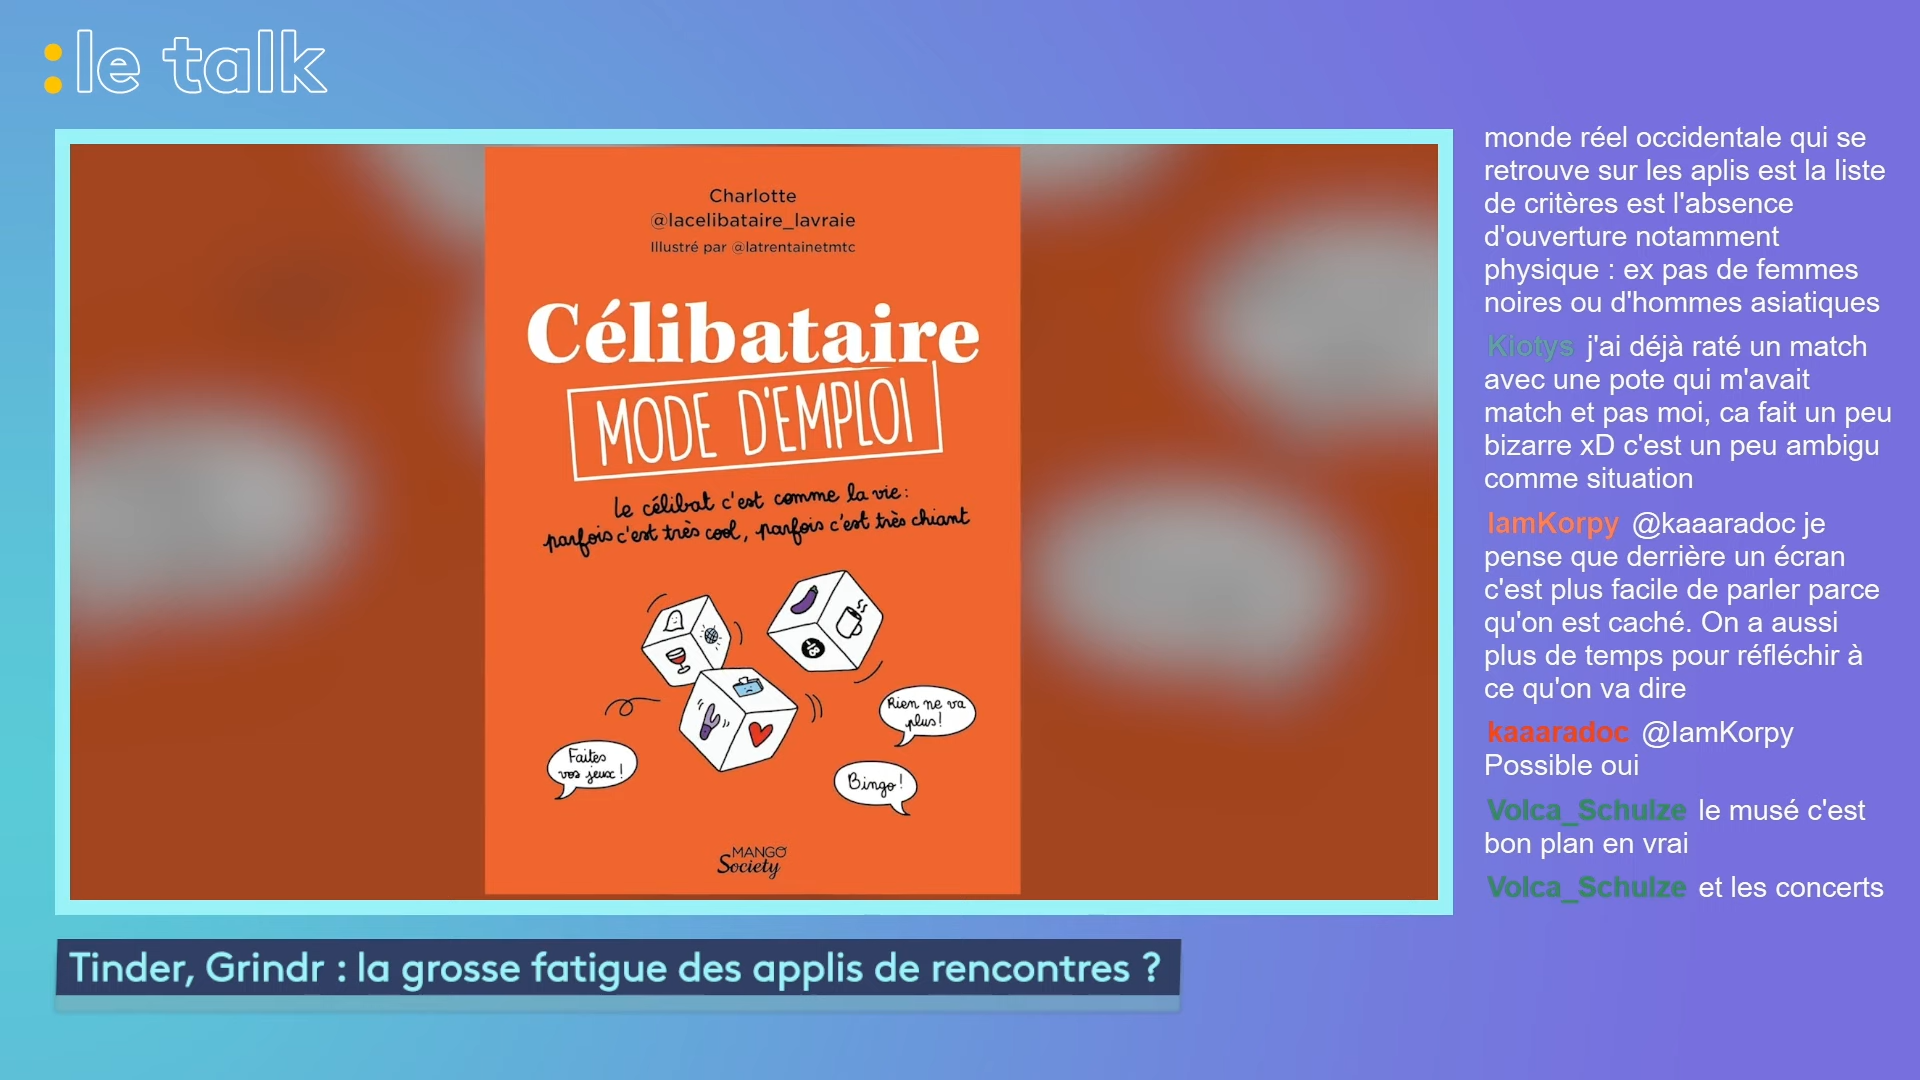 :le talk
Charlotte
@lacelibataire_lavraie
Illustré par @latrentainetmtc
Célibataire
MODE D'EMPLOI
Le célibat c'est comme la vie :
parfois c'est très cool, parfois c'est très chiant
-18
Rien ne va
plus !
Faites
vos jeux !
Bingo !
MANGO
Society
Tinder, Grindr : la grosse fatigue des applis de rencontres ?
monde réel occidentale qui se
retrouve sur les aplis est la liste
de critères est l'absence
d'ouverture notamment
physique : ex pas de femmes
noires ou d'hommes asiatiques
Kiotys j'ai déjà raté un match
avec une pote qui m'avait
match et pas moi, ca fait un peu
bizarre xD c'est un peu ambigu
comme situation
IamKorpy @kaaaradoc je
pense que derrière un écran
c'est plus facile de parler parce
qu'on est caché. On a aussi
plus de temps pour réfléchir à
ce qu'on va dire
kaaaradoc @IamKorpy
Possible oui
Volca_Schulze le musé c'est
bon plan en vrai
Volca_Schulze et les concerts